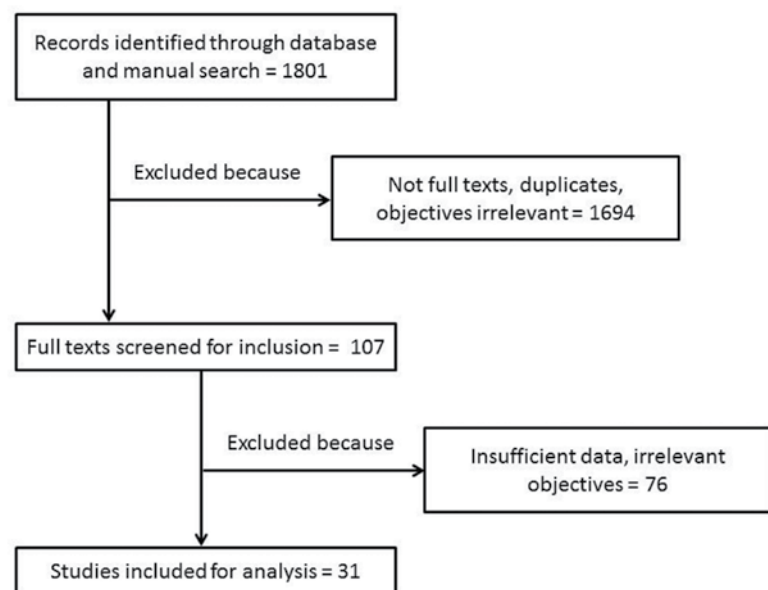 Records identified through database
and manual search = 1801
Excluded because
Not full texts, duplicates,
objectives irrelevant = 1694
Full texts screened for inclusion = 107
Excluded because
Insufficient data, irrelevant
objectives = 76
Studies included for analysis = 31